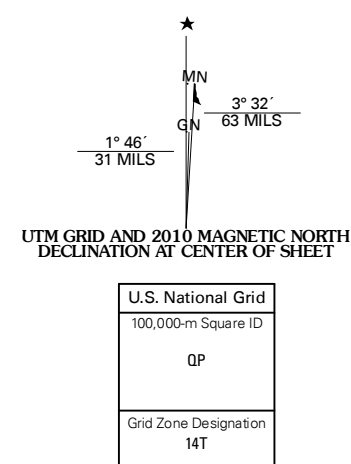 ★
MN
3° 32´
63 MILS
GN
1° 46´
31 MILS
UTM GRID AND 2010 MAGNETIC NORTH
DECLINATION AT CENTER OF SHEET
U.S. National Grid
100,000-m Square ID
QP
Grid Zone Designation
14T